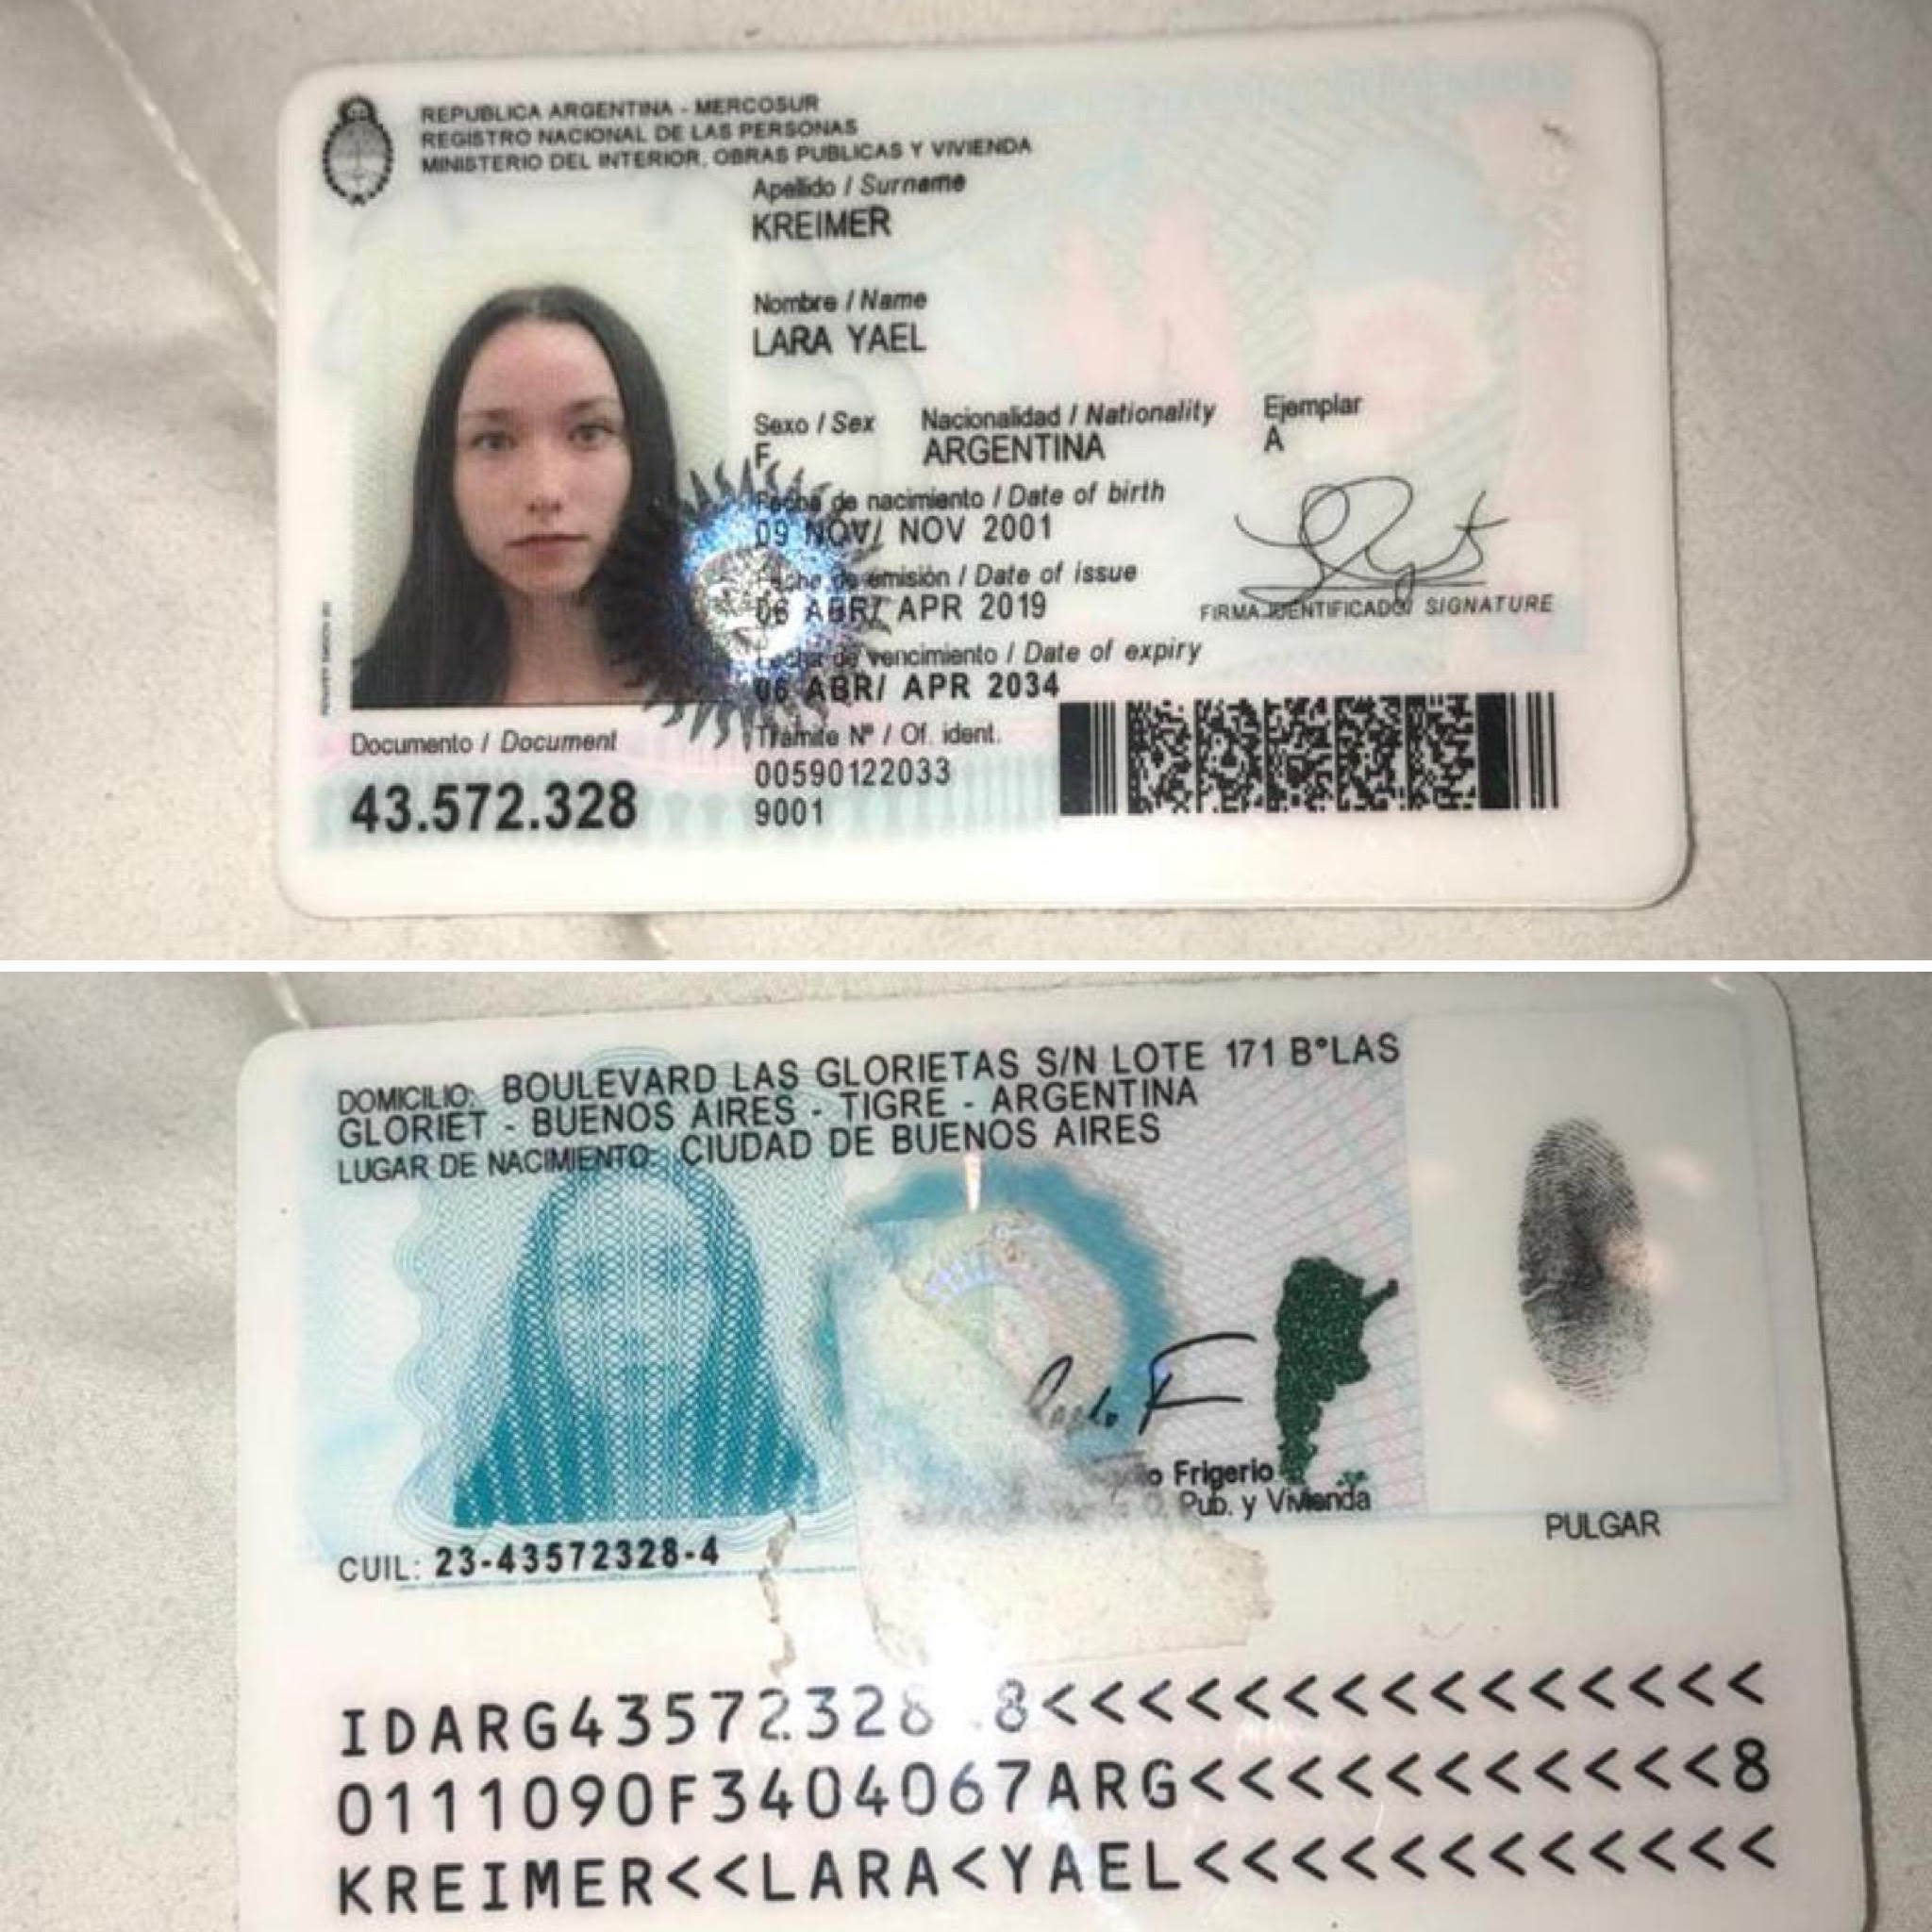 REPUBLICA ARGENTINA - MERCOSUR
REGISTRO NACIONAL DE LAS PERSONAS
MINISTERIO DEL INTERIOR, OBRAS PUBLICAS Y VIVIENDA
Apellido / Surname
KREIMER
Nombre / Name
LARA YAEL
Sexo / Sex Nacionalidad / Nationality Ejemplar
F ARGENTINA A
Fecha de nacimiento / Date of birth
09 NOV/ NOV 2001
Fecha de emisión / Date of issue
06 ABR/ APR 2019
FIRMA IDENTIFICADO/ SIGNATURE
Fecha de vencimiento / Date of expiry
06 ABR/ APR 2034
Documento / Document
43.572.328
Trámite Nº / Of. ident.
00590122033
9001
DOMICILIO: BOULEVARD LAS GLORIETAS S/N LOTE 171 B°LAS
GLORIET - BUENOS AIRES - TIGRE - ARGENTINA
LUGAR DE NACIMIENTO: CIUDAD DE BUENOS AIRES
o Frigerio
Pub. y Vivienda
PULGAR
CUIL: 23-43572328-4
IDARG43572328 8<<<<<<<<<<<<<<<
0111090F3404067ARG<<<<<<<<<<<8
KREIMER<<LARA<YAEL<<<<<<<<<<<<